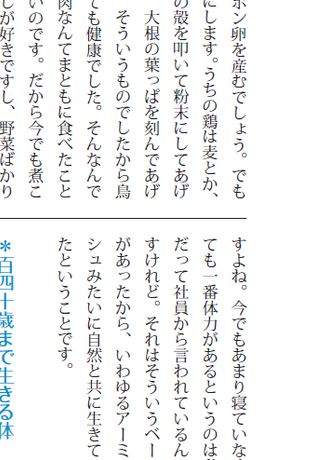 ポン卵を産むでしょう。でも
にします。うちの鶏は麦とか、
の殻を叩いて粉末にしてあげ
大根の葉っぱを刻んであげ
そういうものでしたから鳥
ても健康でした。そんなんで
肉なんてまともに食べたこと
いのです。だから今でも煮こ
しが好きですし、野菜ばかり
すよね。今でもあまり寝ていな
ても一番体力があるというのは
だって社員から言われているん
すけれど。それはそういうベー
があったから、いわゆるアーミ
シュみたいに自然と共に生きて
たということです。
＊百四十歳まで生きる体